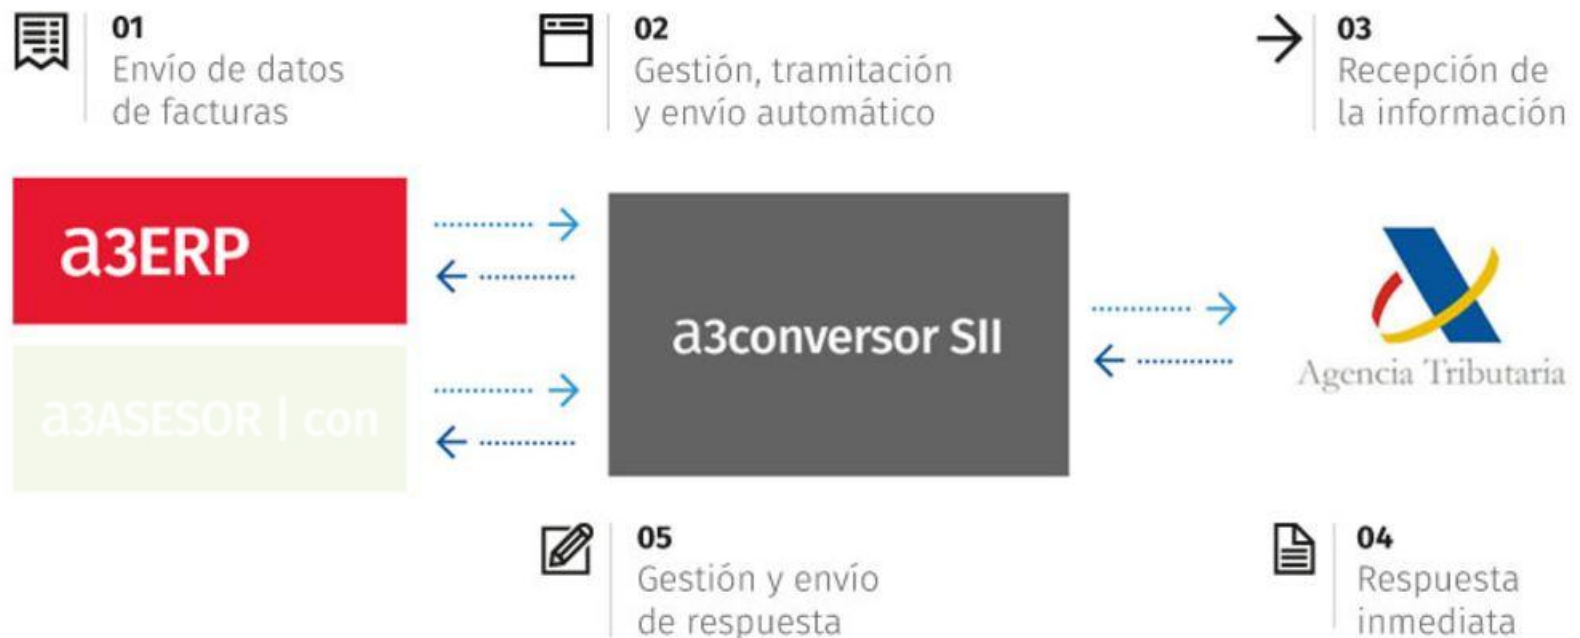 01
Envío de datos
de facturas
02
Gestión, tramitación
y envío automático
03
Recepción de
la información
a3ERP
a3ASESOR | con
a3conversor SII
Agencia Tributaria
05
Gestión y envío
de respuesta
04
Respuesta
inmediata